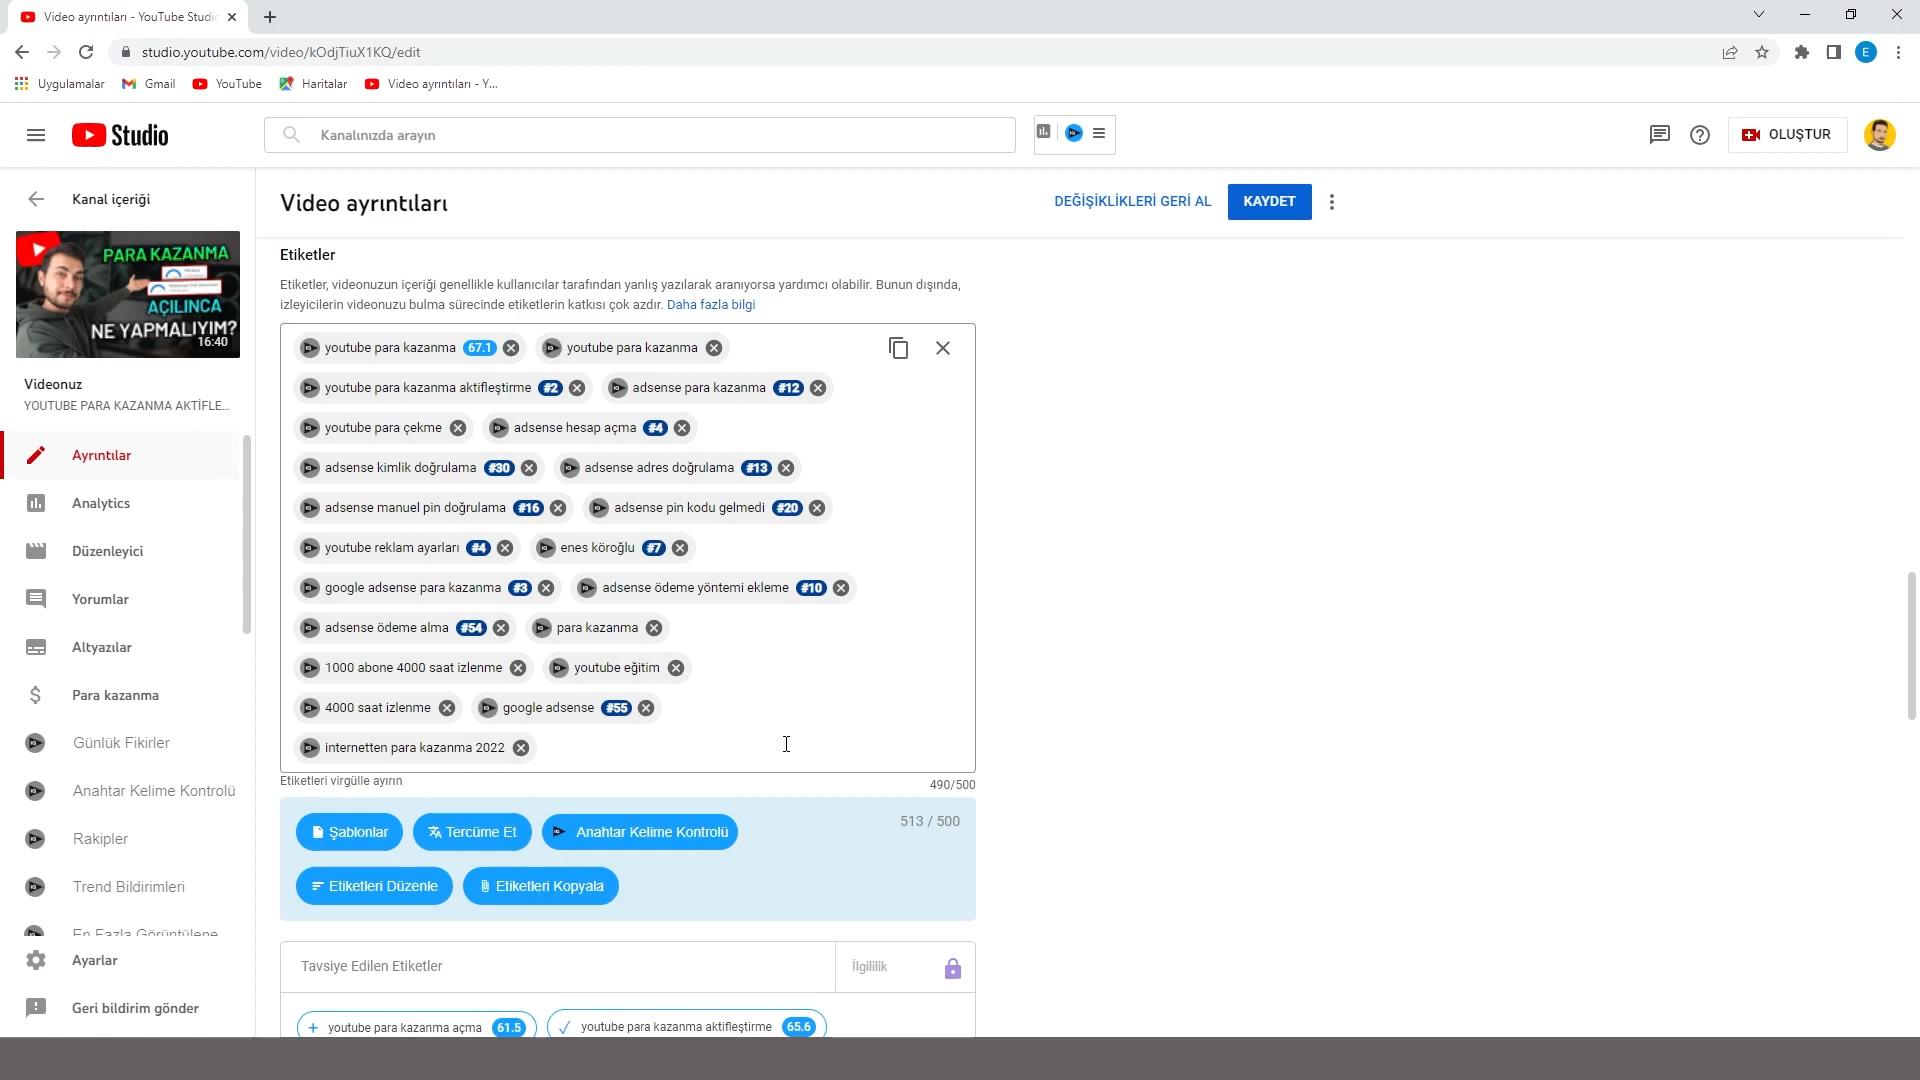 Video ayrıntıları - YouTube Studio
studio.youtube.com/video/kOdjTiuX1KQ/edit
E
Uygulamalar Gmail YouTube Haritalar Video ayrıntıları - Y...
Studio
Kanalınızda arayın
OLUŞTUR
Kanal içeriği
PARA KAZANMA
AÇILINCA
NE YAPMALIYIM?
16:40
Videonuz
YOUTUBE PARA KAZANMA AKTİFLE...
Ayrıntılar
Analytics
Düzenleyici
Yorumlar
Altyazılar
Para kazanma
Günlük Fikirler
Anahtar Kelime Kontrolü
Rakipler
Trend Bildirimleri
En Fazla Görüntülene
Ayarlar
Geri bildirim gönder
Video ayrıntıları
DEĞİŞİKLİKLERİ GERİ AL KAYDET
Etiketler
Etiketler, videonuzun içeriği genellikle kullanıcılar tarafından yanlış yazılarak aranıyorsa yardımcı olabilir. Bunun dışında,
izleyicilerin videonuzu bulma sürecinde etiketlerin katkısı çok azdır. Daha fazla bilgi
youtube para kazanma 67.1 youtube para kazanma
youtube para kazanma aktifleştirme #2 adsense para kazanma #12
youtube para çekme adsense hesap açma #4
adsense kimlik doğrulama #30 adsense adres doğrulama #13
adsense manuel pin doğrulama #16 adsense pin kodu gelmedi #20
youtube reklam ayarları #4 enes köroğlu #7
google adsense para kazanma #3 adsense ödeme yöntemi ekleme #10
adsense ödeme alma #54 para kazanma
1000 abone 4000 saat izlenme youtube eğitim
4000 saat izlenme google adsense #55
internetten para kazanma 2022
Etiketleri virgülle ayırın
490/500
513 / 500
Şablonlar Tercüme Et Anahtar Kelime Kontrolü
Etiketleri Düzenle Etiketleri Kopyala
Tavsiye Edilen Etiketler İlgililik
youtube para kazanma açma 61.5 youtube para kazanma aktifleştirme 65.6